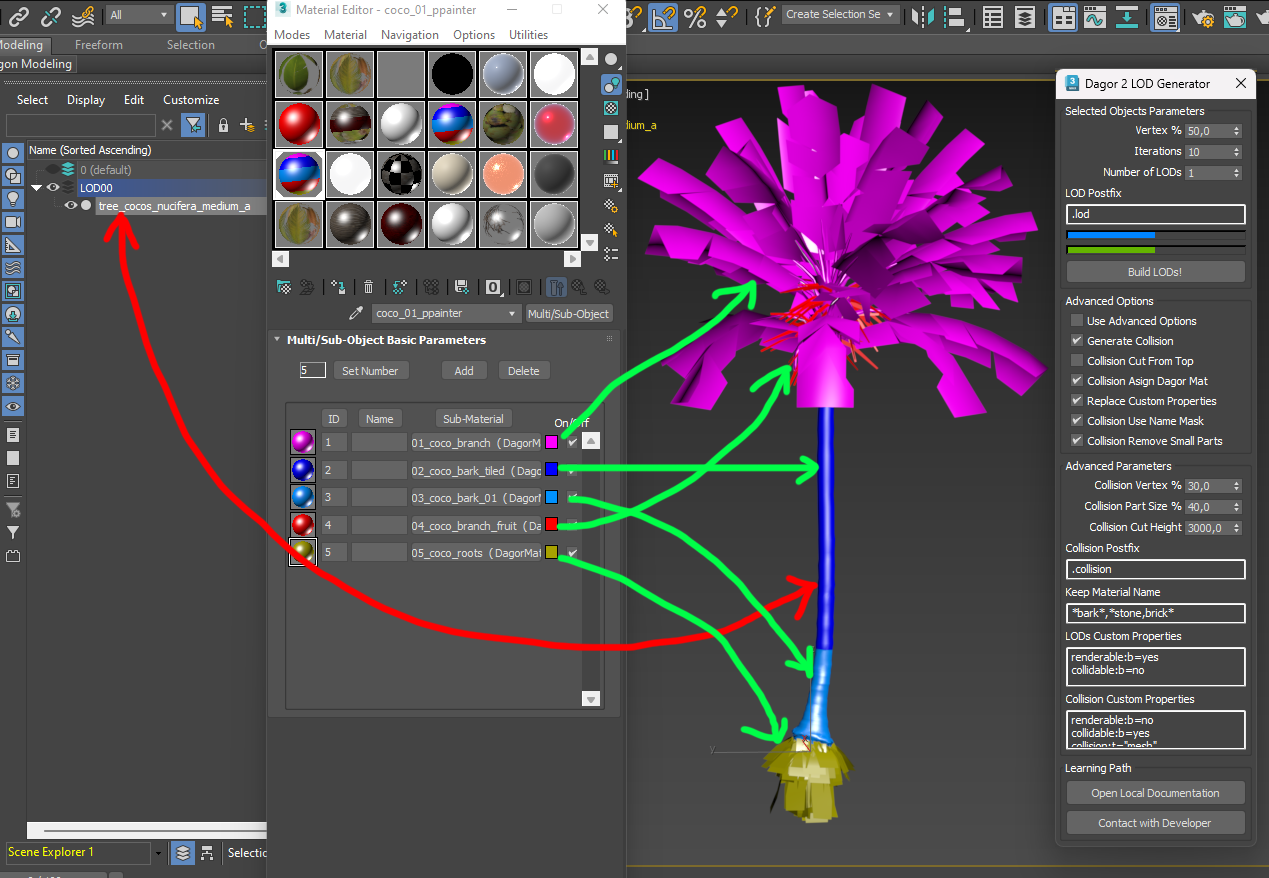 All
Create Selection Se
Modeling
Freeform
Selection
gon Modeling
Select
Display
Edit
Customize
Name (Sorted Ascending)
0 (default)
LOD00
tree_cocos_nucifera_medium_a
Scene Explorer 1
Selectio
Material Editor - coco_01_ppainter
Modes
Material
Navigation
Options
Utilities
coco_01_ppainter
Multi/Sub-Object
Multi/Sub-Object Basic Parameters
5
Set Number
Add
Delete
ID
Name
Sub-Material
On/Off
1
01_coco_branch (DagorM
2
02_coco_bark_tiled (Dago
3
03_coco_bark_01 (DagorM
4
04_coco_branch_fruit (Da
5
05_coco_roots (DagorMat
ding ]
dium_a
y
Dagor 2 LOD Generator
Selected Objects Parameters
Vertex % 50,0
Iterations 10
Number of LODs 1
LOD Postfix
.lod
Build LODs!
Advanced Options
Use Advanced Options
Generate Collision
Collision Cut From Top
Collision Asign Dagor Mat
Replace Custom Properties
Collision Use Name Mask
Collision Remove Small Parts
Advanced Parameters
Collision Vertex % 30,0
Collision Part Size % 40,0
Collision Cut Height 3000,0
Collision Postfix
.collision
Keep Material Name
*bark*,*stone,brick*
LODs Custom Properties
renderable:b=yes
collidable:b=no
Collision Custom Properties
renderable:b=no
collidable:b=yes
collision:t="mesh"
Learning Path
Open Local Documentation
Contact with Developer